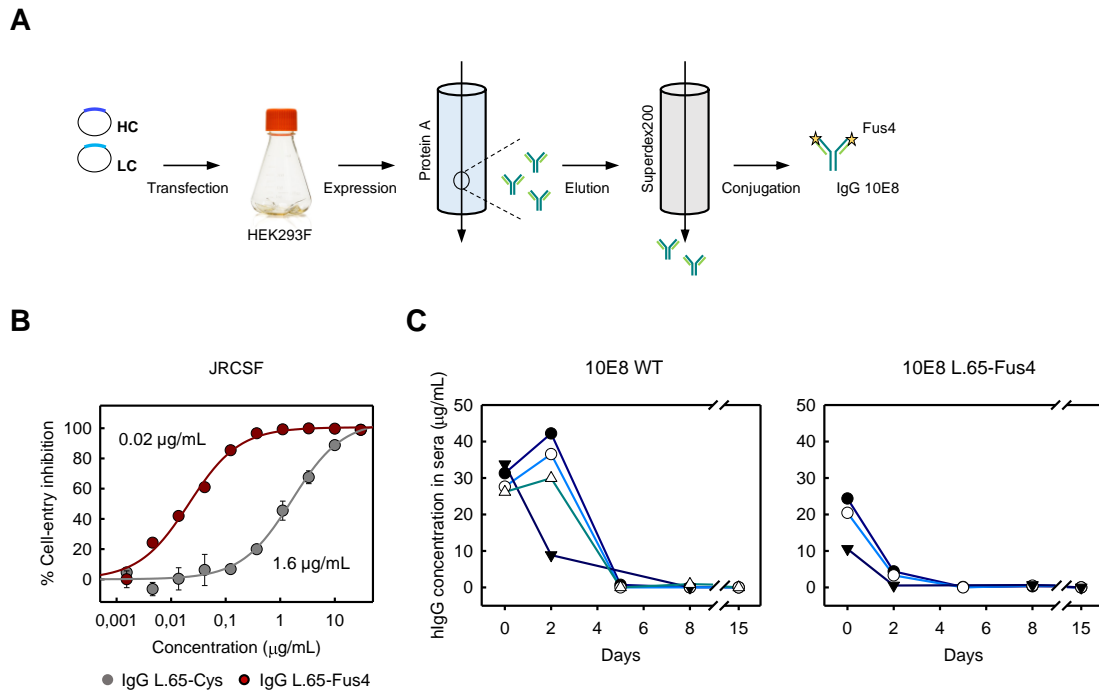 A
HC
LC
Transfection
HEK293F
Expression
Protein A
Elution
Superdex200
Conjugation
Fus4
IgG 10E8
B
JRCSF
% Cell-entry inhibition
100
80
60
40
20
0
0.02 µg/mL
1.6 µg/mL
0,001 0,01 0,1 1 10
Concentration (µg/mL)
IgG L.65-Cys IgG L.65-Fus4
C
10E8 WT
hIgG concentration in sera (µg/mL)
50
40
30
20
10
0
0 2 4 6 8 15
Days
10E8 L.65-Fus4
50
40
30
20
10
0
0 2 4 6 8 15
Days